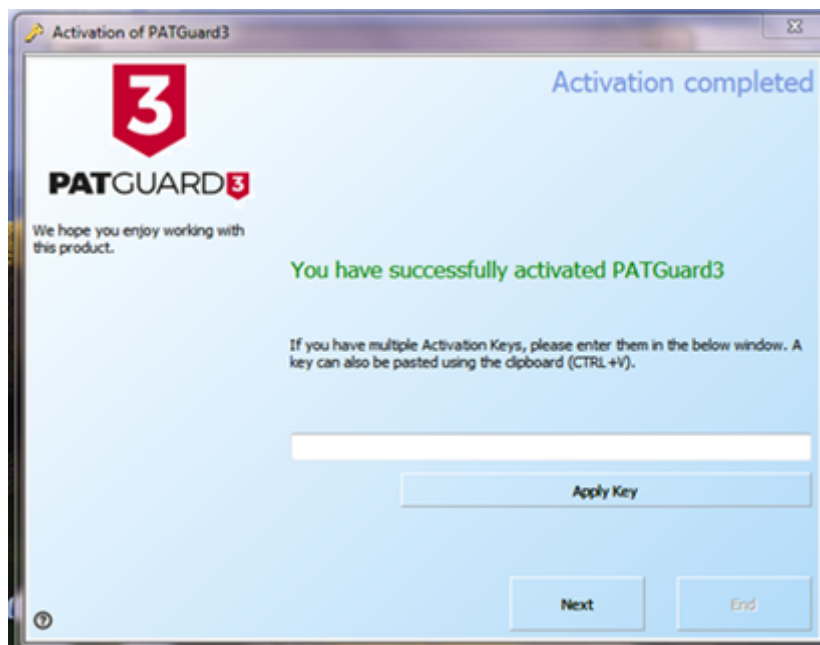 Activation of PATGuard3
Activation completed
3
PATGUARD3
We hope you enjoy working with
this product.
You have successfully activated PATGuard3
If you have multiple Activation Keys, please enter them in the below window. A
key can also be pasted using the clipboard (CTRL+V).
Apply Key
Next
End
?